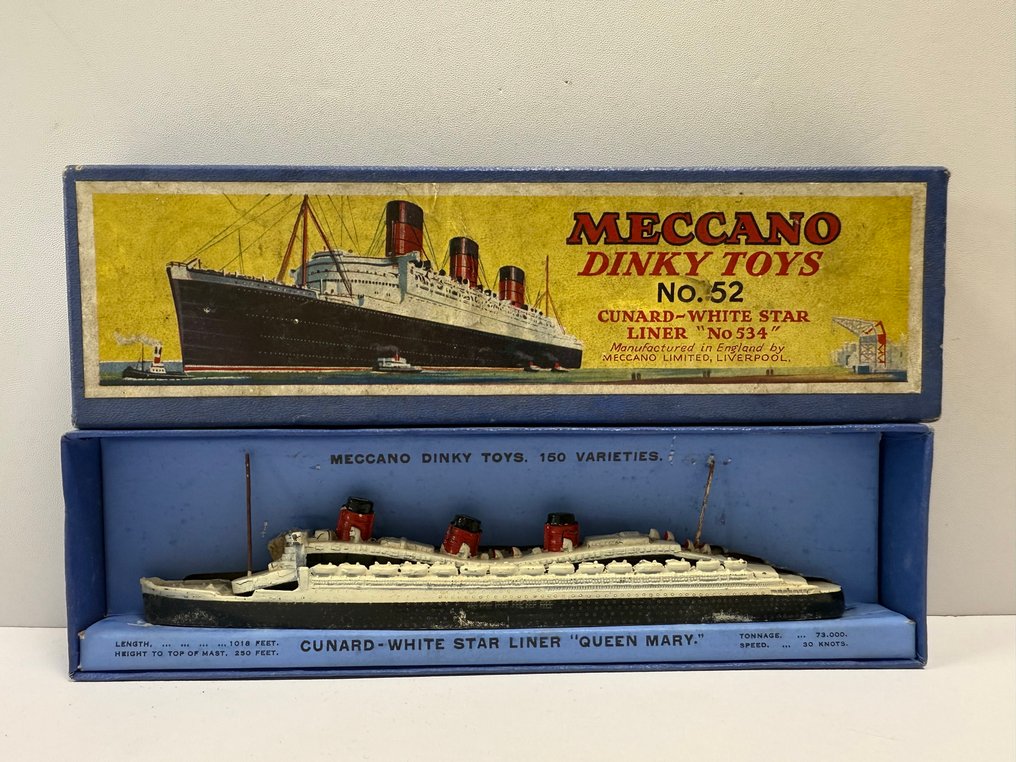 MECCANO
DINKY TOYS
No. 52
CUNARD-WHITE STAR
LINER "No 534"
Manufactured in England by
MECCANO LIMITED, LIVERPOOL.
MECCANO DINKY TOYS. 150 VARIETIES.
LENGTH, ... ... ... ... 1018 FEET.
HEIGHT TO TOP OF MAST, 250 FEET.
CUNARD-WHITE STAR LINER "QUEEN MARY."
TONNAGE. ... 73.000.
SPEED. ... 30 KNOTS.